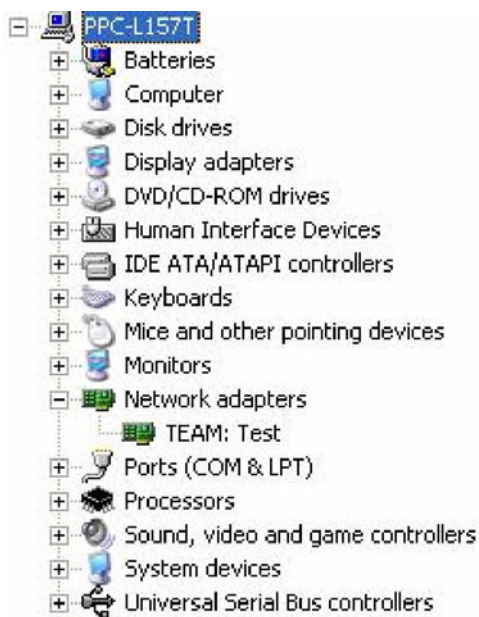 PPC-L157T
Batteries
Computer
Disk drives
Display adapters
DVD/CD-ROM drives
Human Interface Devices
IDE ATA/ATAPI controllers
Keyboards
Mice and other pointing devices
Monitors
Network adapters
TEAM: Test
Ports (COM & LPT)
Processors
Sound, video and game controllers
System devices
Universal Serial Bus controllers